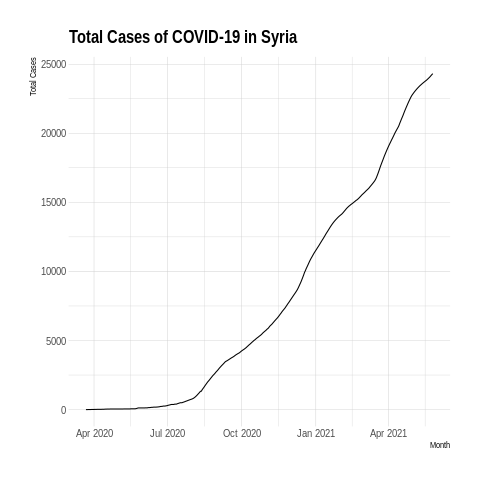 Total Cases of COVID-19 in Syria
Total Cases
25000
20000
15000
10000
5000
0
Apr 2020 Jul 2020 Oct 2020 Jan 2021 Apr 2021
Month